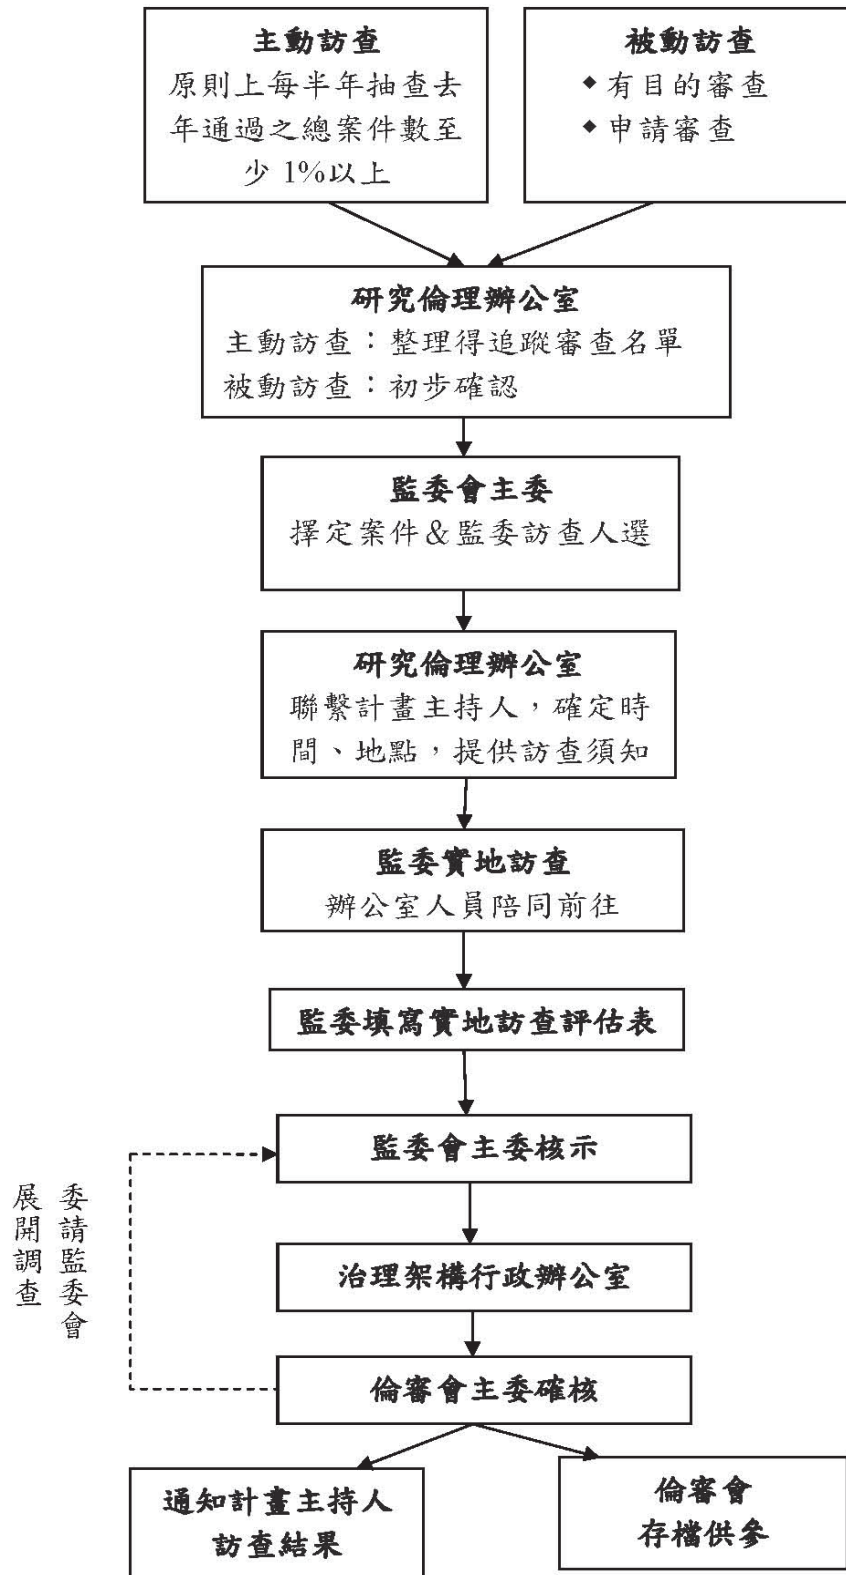 主動訪查
原則上每半年抽查去
年通過之總案件數至
少 1%以上
被動訪查
◆ 有目的審查
◆ 申請審查
研究倫理辦公室
主動訪查：整理得追蹤審查名單
被動訪查：初步確認
監委會主委
擇定案件&監委訪查人選
研究倫理辦公室
聯繫計畫主持人，確定時
間、地點，提供訪查須知
監委實地訪查
辦公室人員陪同前往
監委填寫實地訪查評估表
監委會主委核示
治理架構行政辦公室
倫審會主委確核
委請監委會
展開調查
通知計畫主持人
訪查結果
倫審會
存檔供參